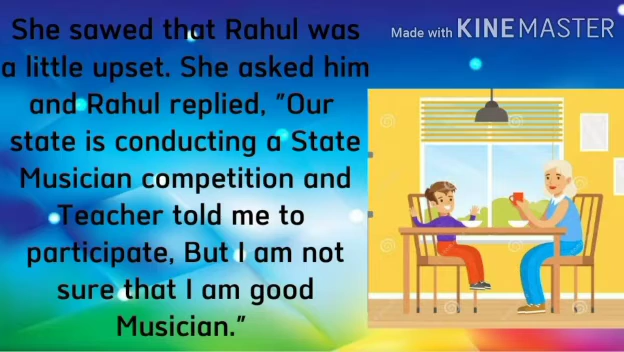 She sawed that Rahul was
a little upset. She asked him
and Rahul replied, "Our
state is conducting a State
Musician competition and
Teacher told me to
participate, But I am not
sure that I am good
Musician."
Made with KINEMASTER